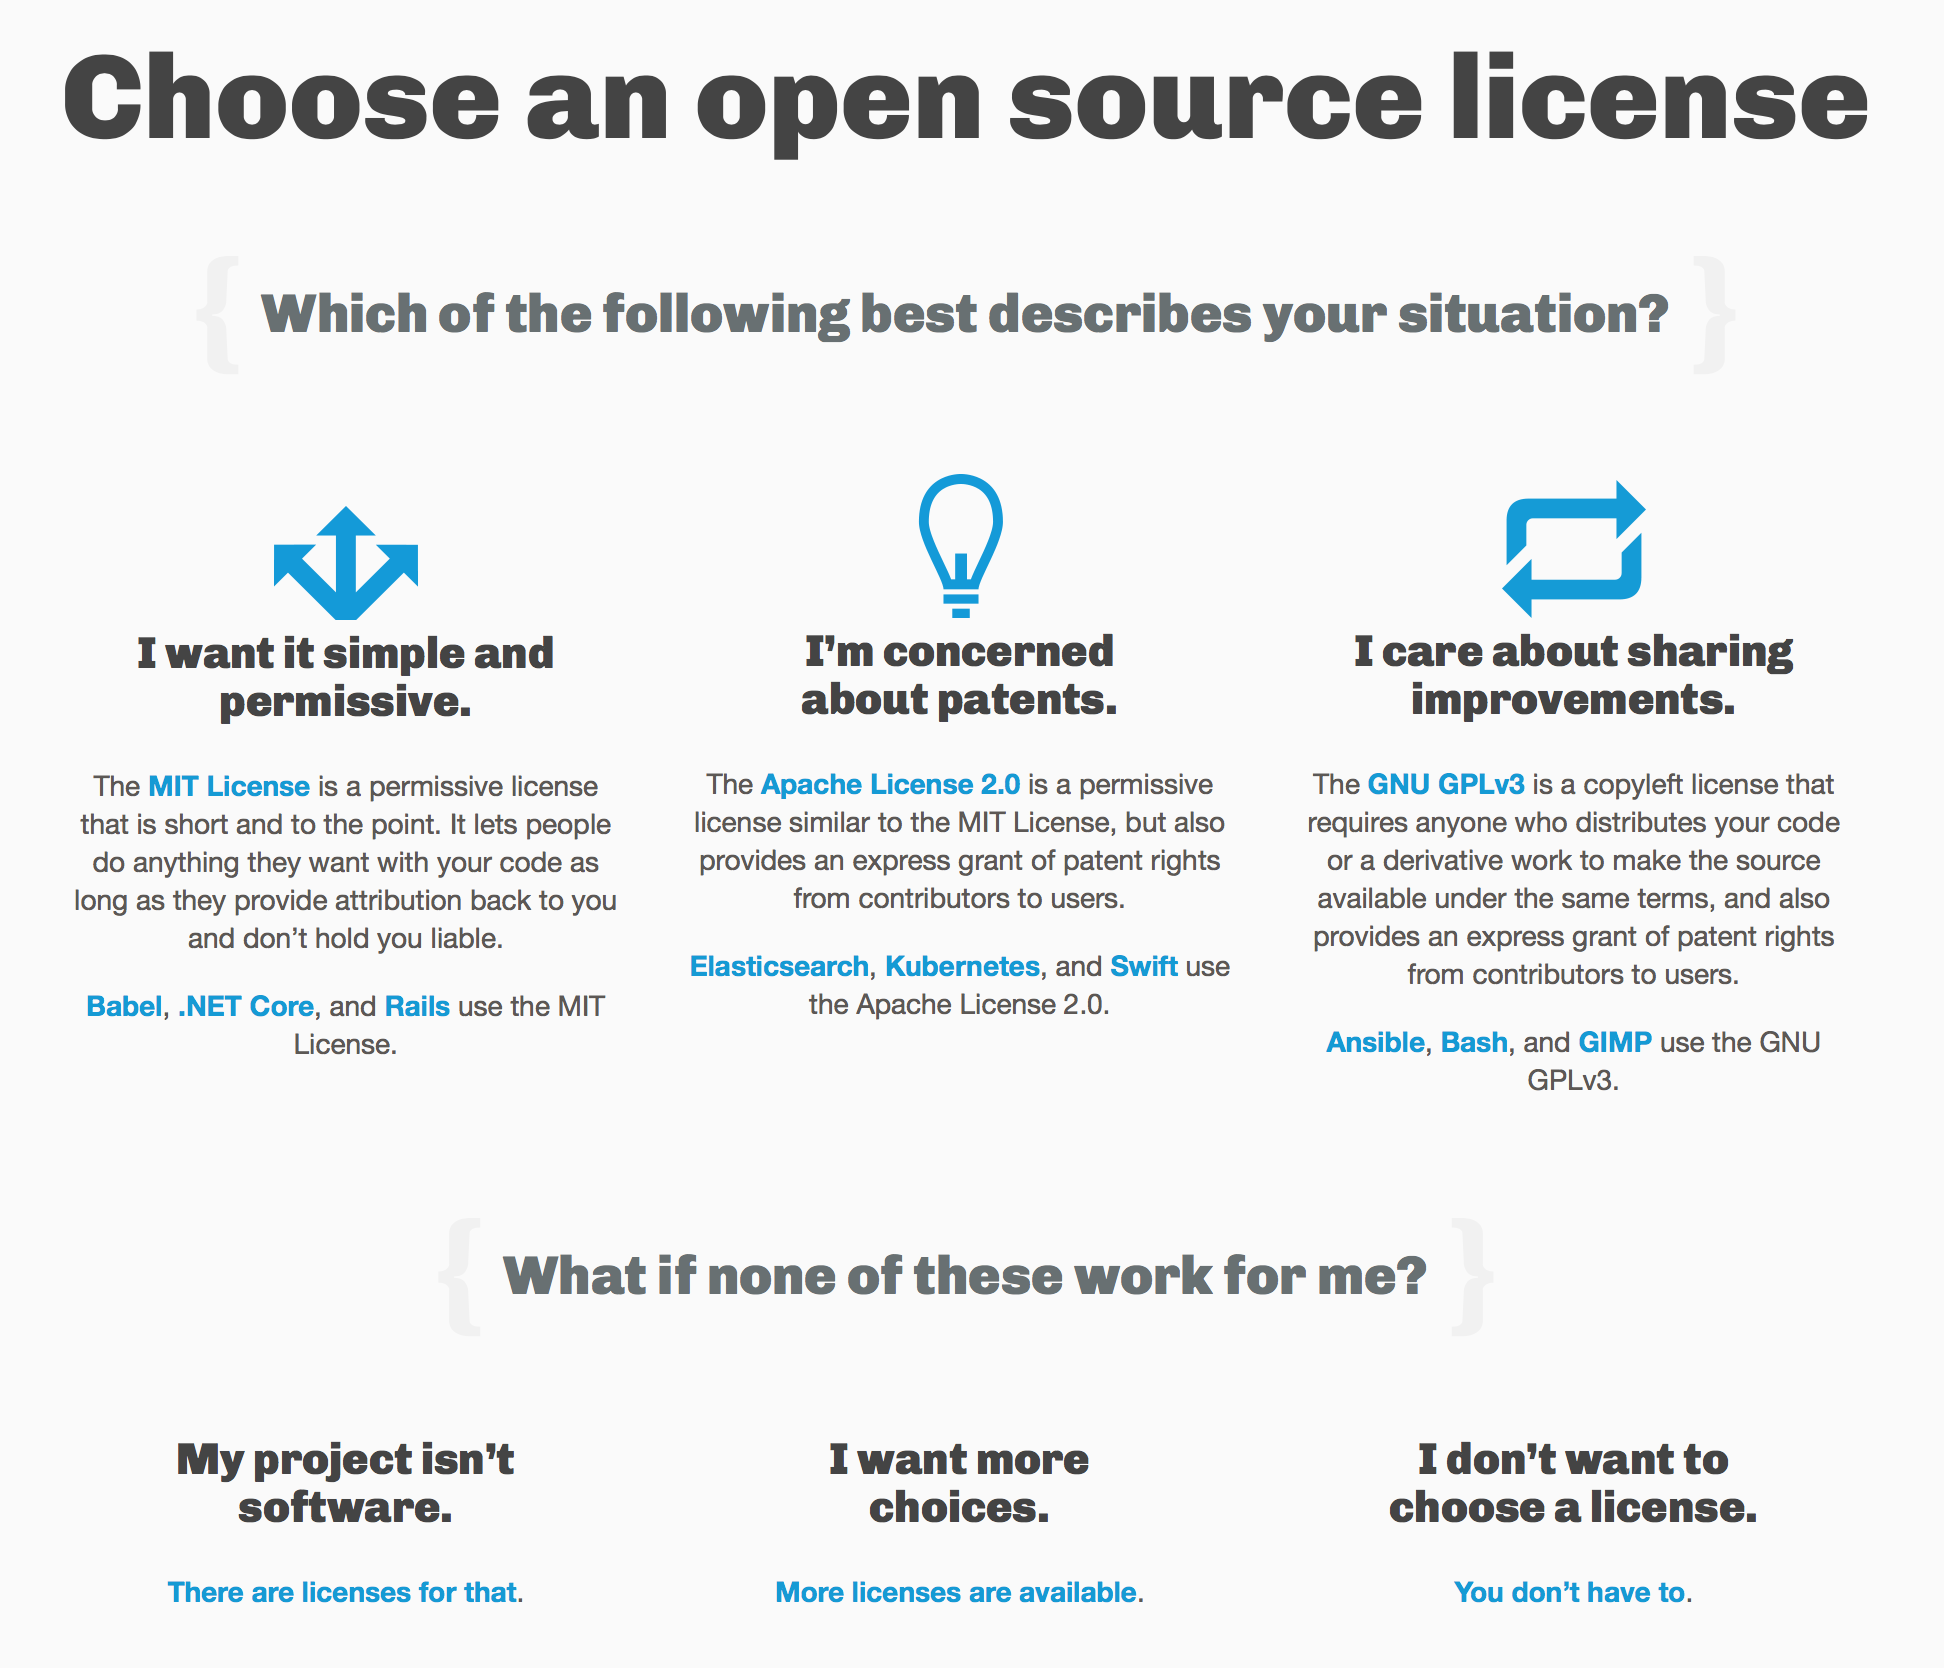 Choose an open source license
{ Which of the following best describes your situation? }
I want it simple and
permissive.
The MIT License is a permissive license
that is short and to the point. It lets people
do anything they want with your code as
long as they provide attribution back to you
and don’t hold you liable.
Babel, .NET Core, and Rails use the MIT
License.
I’m concerned
about patents.
The Apache License 2.0 is a permissive
license similar to the MIT License, but also
provides an express grant of patent rights
from contributors to users.
Elasticsearch, Kubernetes, and Swift use
the Apache License 2.0.
I care about sharing
improvements.
The GNU GPLv3 is a copyleft license that
requires anyone who distributes your code
or a derivative work to make the source
available under the same terms, and also
provides an express grant of patent rights
from contributors to users.
Ansible, Bash, and GIMP use the GNU
GPLv3.
{ What if none of these work for me? }
My project isn’t
software.
There are licenses for that.
I want more
choices.
More licenses are available.
I don’t want to
choose a license.
You don’t have to.